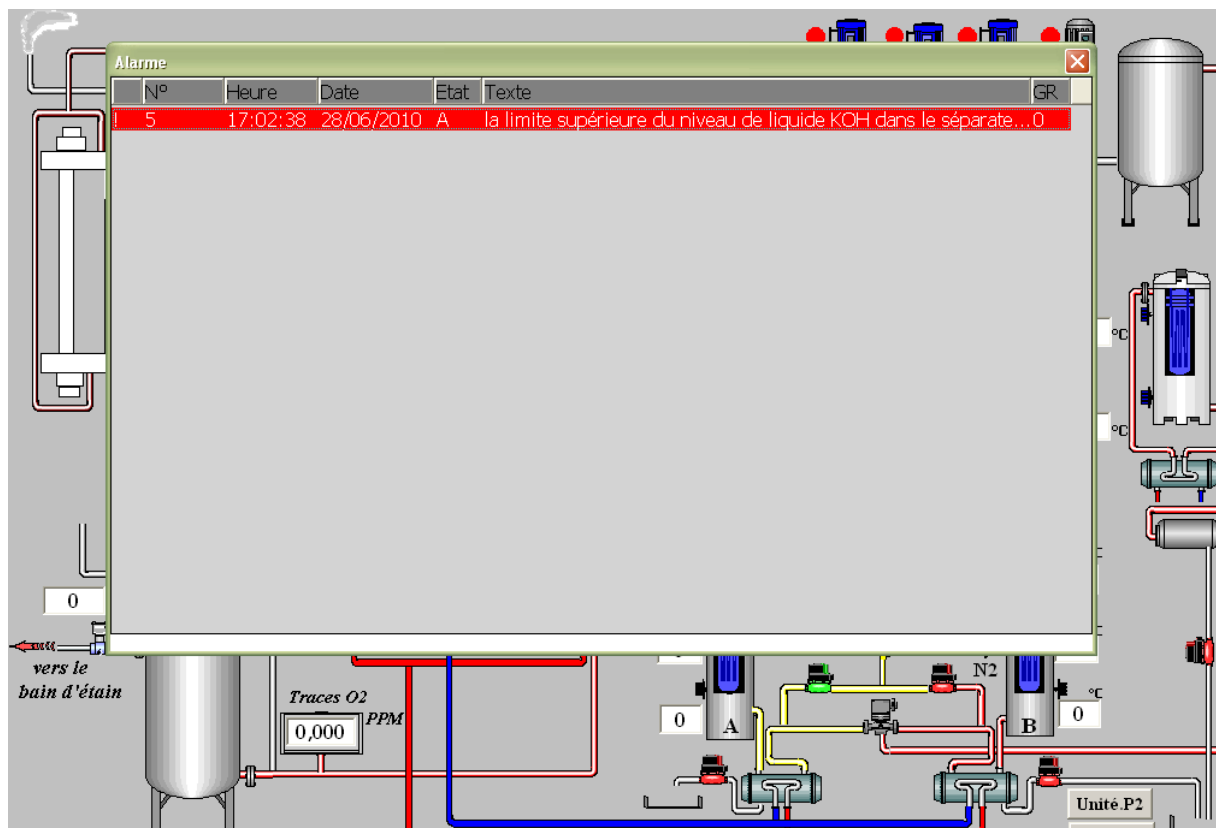 Alarme
N° Heure Date Etat Texte GR
! 5 17:02:38 28/06/2010 A la limite supérieure du niveau de liquide KOH dans le séparate...0
°C
°C
0
vers le
bain d'étain
Traces O2
PPM
0,000
N2
°C
0
A
B
0
Unité.P2